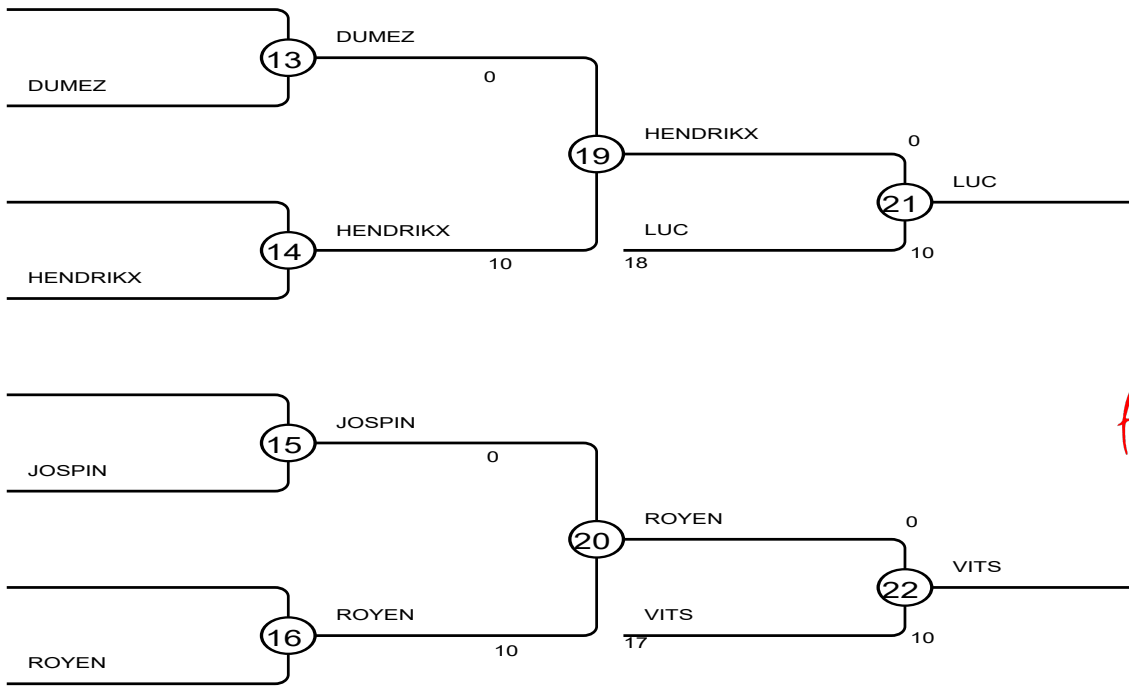 DUMEZ
13
0
DUMEZ
HENDRIKX
0
19
LUC
21
HENDRIKX
LUC
14
10
18
10
HENDRIKX
JOSPIN
15
0
JOSPIN
ROYEN
0
20
VITS
22
ROYEN
VITS
16
10
17
10
ROYEN